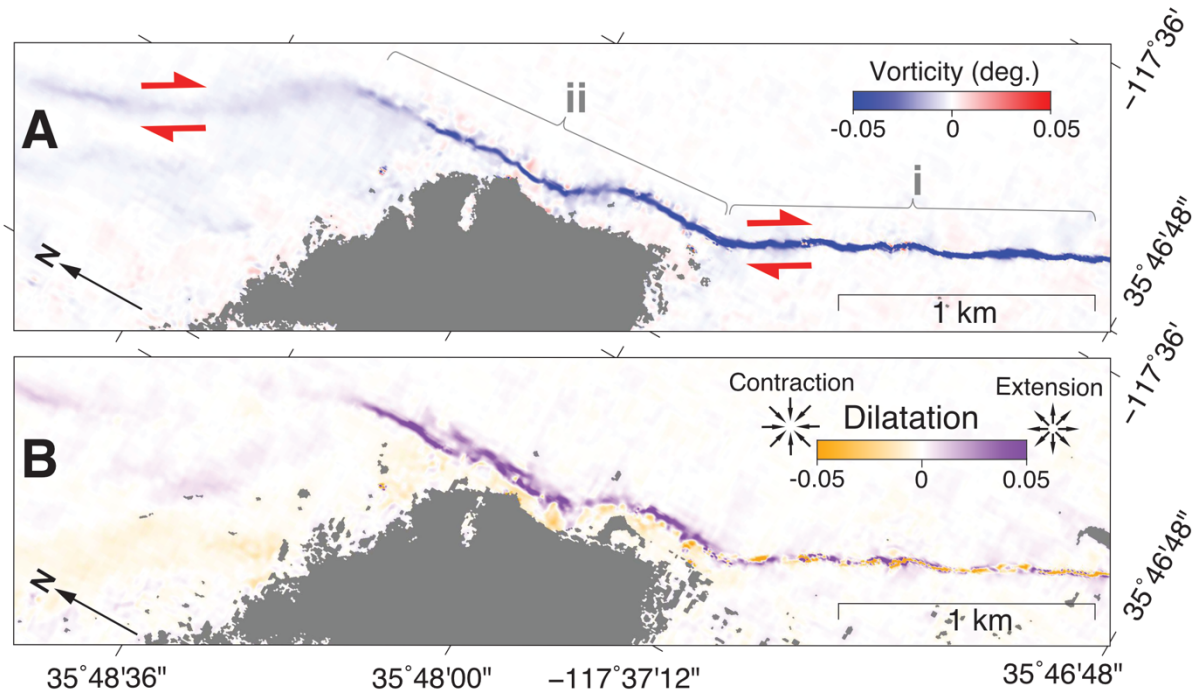 A
ii
Vorticity (deg.)
-0.05 0 0.05
i
N
1 km
−117˚36'
35˚46'48"
B
Contraction
Extension
Dilatation
-0.05 0 0.05
N
1 km
−117˚36'
35˚46'48"
35˚48'36" 35˚48'00" −117˚37'12" 35˚46'48"